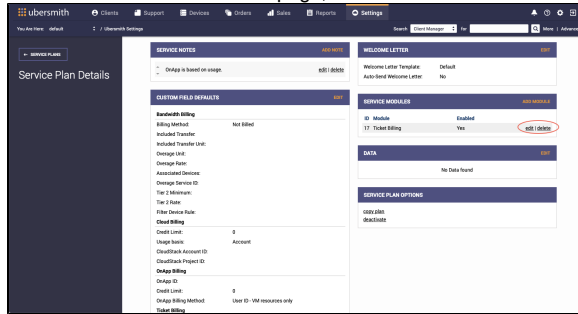 ubersmith
Clients
Support
Devices
Orders
Sales
Reports
Settings
You Are Here: default / Ubersmith Settings
Search Client Manager for More | Advanc
← SERVICE PLANS
Service Plan Details
SERVICE NOTES ADD NOTE
OnApp is based on usage. edit | delete
CUSTOM FIELD DEFAULTS EDIT
Bandwidth Billing
Billing Method: Not Billed
Included Transfer:
Included Transfer Unit:
Overage Unit:
Overage Rate:
Associated Devices:
Overage Service ID:
Tier 2 Minimum:
Tier 2 Rate:
Filter Device Rule:
Cloud Billing
Credit Limit: 0
Usage basis: Account
CloudStack Account ID:
CloudStack Project ID:
OnApp Billing
OnApp ID:
Credit Limit: 0
OnApp Billing Method: User ID - VM resources only
Ticket Billing
WELCOME LETTER EDIT
Welcome Letter Template: Default
Auto-Send Welcome Letter: No
SERVICE MODULES ADD MODULE
ID Module Enabled
17 Ticket Billing Yes edit | delete
DATA EDIT
No Data found
SERVICE PLAN OPTIONS
copy plan
deactivate